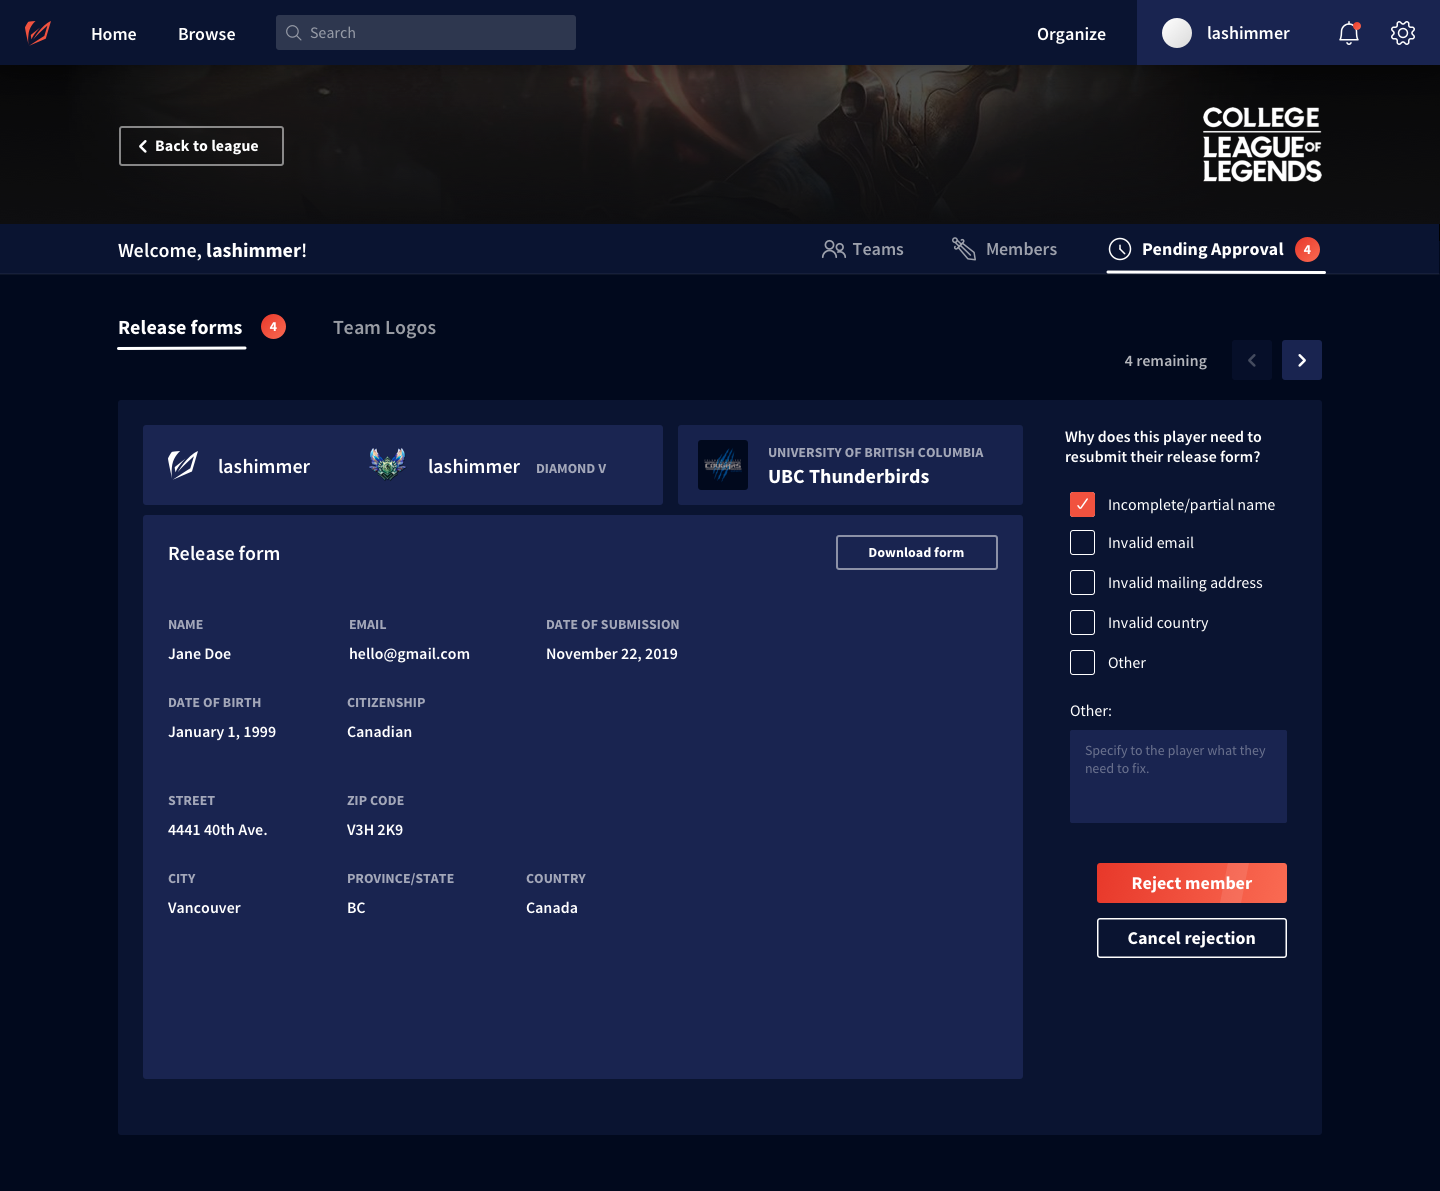 Home
Browse
Search
Organize
lashimmer
Back to league
COLLEGE
LEAGUE OF
LEGENDS
Welcome, lashimmer!
Teams
Members
Pending Approval
4
Release forms
4
Team Logos
4 remaining
lashimmer
lashimmer
DIAMOND V
COUGARS
UNIVERSITY OF BRITISH COLUMBIA
UBC Thunderbirds
Release form
Download form
NAME
EMAIL
DATE OF SUBMISSION
Jane Doe
hello@gmail.com
November 22, 2019
DATE OF BIRTH
CITIZENSHIP
January 1, 1999
Canadian
STREET
ZIP CODE
4441 40th Ave.
V3H 2K9
CITY
PROVINCE/STATE
COUNTRY
Vancouver
BC
Canada
Why does this player need to
resubmit their release form?
Incomplete/partial name
Invalid email
Invalid mailing address
Invalid country
Other
Other:
Specify to the player what they
need to fix.
Reject member
Cancel rejection